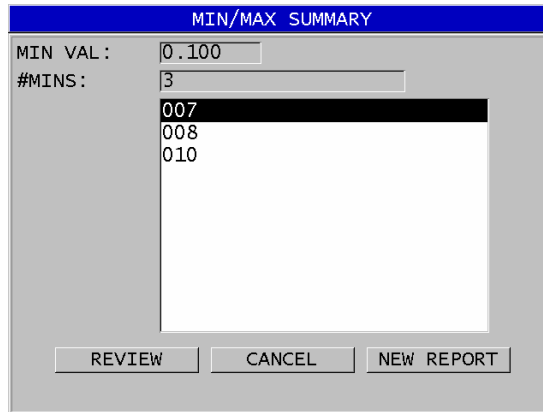 MIN/MAX SUMMARY
MIN VAL: 0.100
#MINS: 3
007
008
010
REVIEW CANCEL NEW REPORT